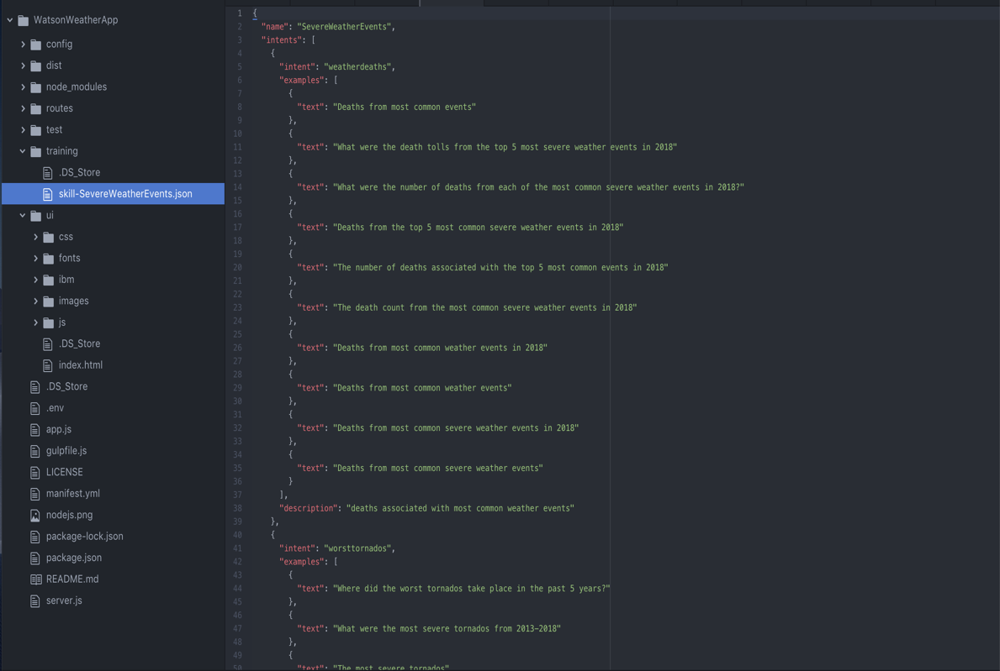 WatsonWeatherApp
config
dist
node_modules
routes
test
training
.DS_Store
skill-SevereWeatherEvents.json
ui
css
fonts
ibm
images
js
.DS_Store
index.html
.DS_Store
.env
app.js
gulpfile.js
LICENSE
manifest.yml
nodejs.png
package-lock.json
package.json
README.md
server.js
1 {
2 "name": "SevereWeatherEvents",
3 "intents": [
4 {
5 "intent": "weatherdeaths",
6 "examples": [
7 {
8 "text": "Deaths from most common events"
9 },
10 {
11 "text": "What were the death tolls from the top 5 most severe weather events in 2018"
12 },
13 {
14 "text": "What were the number of deaths from each of the most common severe weather events in 2018?"
15 },
16 {
17 "text": "Deaths from the top 5 most common severe weather events in 2018"
18 },
19 {
20 "text": "The number of deaths associated with the top 5 most common events in 2018"
21 },
22 {
23 "text": "The death count from the most common severe weather events in 2018"
24 },
25 {
26 "text": "Deaths from most common weather events in 2018"
27 },
28 {
29 "text": "Deaths from most common weather events"
30 },
31 {
32 "text": "Deaths from most common severe weather events in 2018"
33 },
34 {
35 "text": "Deaths from most common severe weather events"
36 }
37 ],
38 "description": "deaths associated with most common weather events"
39 },
40 {
41 "intent": "worsttornados",
42 "examples": [
43 {
44 "text": "Where did the worst tornados take place in the past 5 years?"
45 },
46 {
47 "text": "What were the most severe tornados from 2013-2018"
48 },
49 {
50 "text": "The most severe tornados"